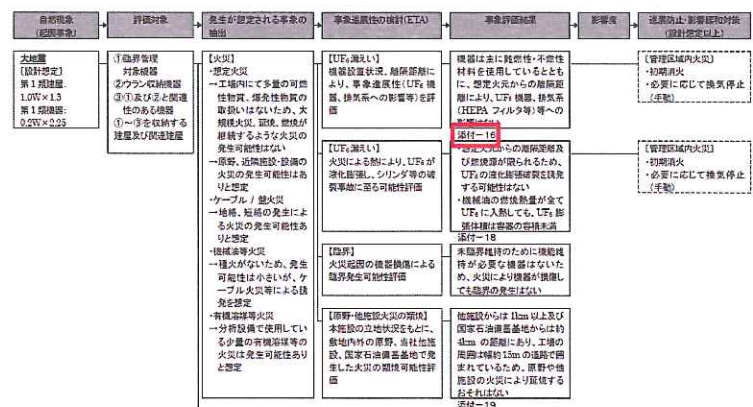 自然現象
(起因事象)
評価対象
発生が想定される事象の
抽出
事象進展性の検討(ETA)
事象評価結果
影響度
進展防止・影響緩和対策
(設計想定以上)
大地震
[設計想定]
第1類建屋:
1.0W×1.3
第1類機器:
0.2W×2.25
①臨界管理
対象機器
②ウラン収納機器
③①及び②と関連
性のある機器
①～③を収納する
建屋及び関連建屋
【火災】
・想定火災
→工場内にて多量の可燃
性物質、爆発性物質の
取扱いはないため、大
規模火災、延焼、燃焼が
継続するような火災の
発生可能性はない
→原野、近隣施設・設備の
火災の発生可能性はあ
りと想定
・ケーブル / 盤火災
→地絡、短絡の発生によ
る火災の発生可能性あ
りと想定
・機械油等火災
→種火がないため、発生
可能性は小さいが、ケ
ーブル火災等による誘
発を想定
・有機溶媒等火災
→分析設備で使用してい
る少量の有機溶媒等の
火災は発生可能性あり
と想定
【UF₆漏えい】
機器設置状況、離隔距離によ
り、事象進展性(UF₆機
器、排気系への影響等)を評
価
機器は主に難燃性・不燃性
材料を使用しているととも
に、想定火元からの離隔距
離により、UF₆機器、排気系
(HEPA フィルタ等)等への
影響はない
添付－16
[管理区域内火災]
・初期消火
・必要に応じて換気停止
(手動)
【UF₆漏えい】
火災による熱により、UF₆が
液化膨張し、シリンダ等の破
裂事故に至る可能性評価
・想定火元からの離隔距離及
び燃焼源が限られるため、
UF₆の液化膨張破裂を誘発
する可能性はない
・機械油の燃焼熱量が全て
UF₆に入熱しても、UF₆膨
張体積は容器の容積未満
添付－18
[管理区域内火災]
・初期消火
・必要に応じて換気停止
(手動)
【臨界】
火災起因の機器損傷による
臨界発生可能性評価
未臨界維持のために機能維
持が必要な機器はないた
め、火災により機器が損傷し
ても臨界の発生はない
【原野・他施設火災の類焼】
本施設の立地状況をもとに、
敷地内外の原野、当社他施
設、国家石油備蓄基地で発
生した火災の類焼可能性評
価
他施設からは 1km 以上及び
国家石油備蓄基地からは約
4km の距離にあり、工場の
周囲は幅約 15m の道路で囲
まれているため、原野や他
施設の火災により延焼する
おそれはない
添付－19